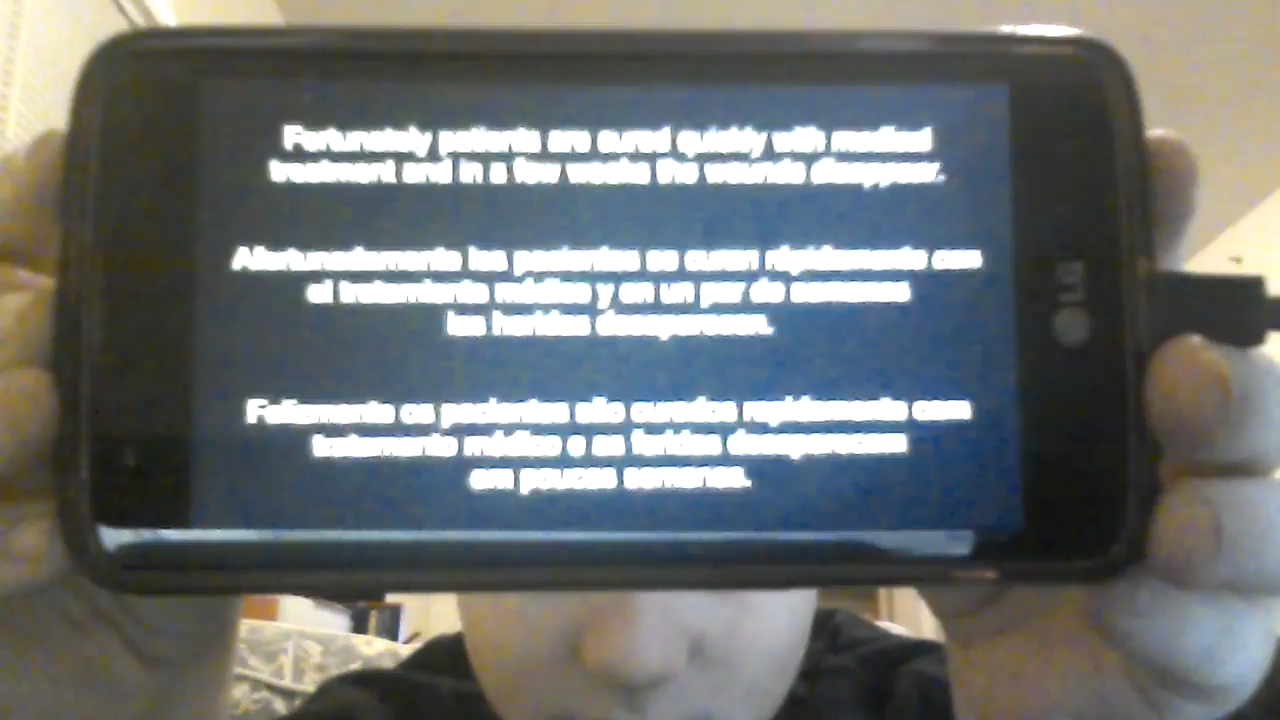 Fortunately patients are cured quickly with medical
treatment and in a few weeks the wounds disappear.
Afortunadamente los pacientes se curan rápidamente con
el tratamiento médico y en un par de semanas
las heridas desaparecen.
Felizmente os pacientes são curados rapidamente com
tratamento médico e as feridas desaparecem
em poucas semanas.
LG